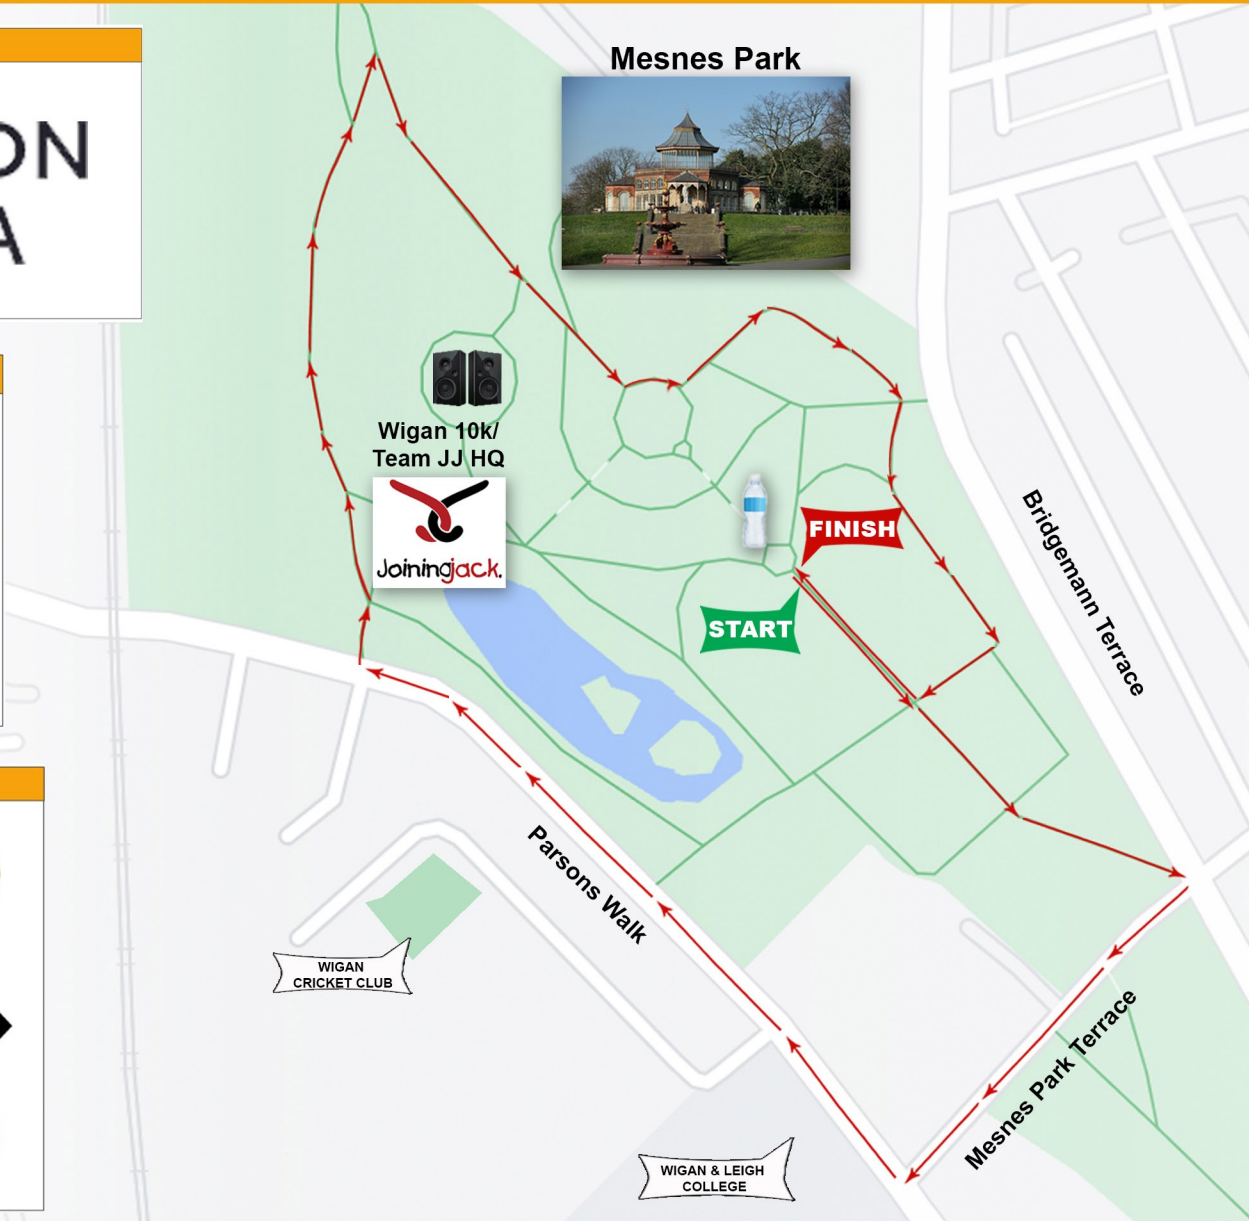 ON
A
Mesnes Park
Wigan 10k/
Team JJ HQ
Joiningjack.
FINISH
START
Bridgemann Terrace
Parsons Walk
WIGAN
CRICKET CLUB
Mesnes Park Terrace
WIGAN & LEIGH
COLLEGE